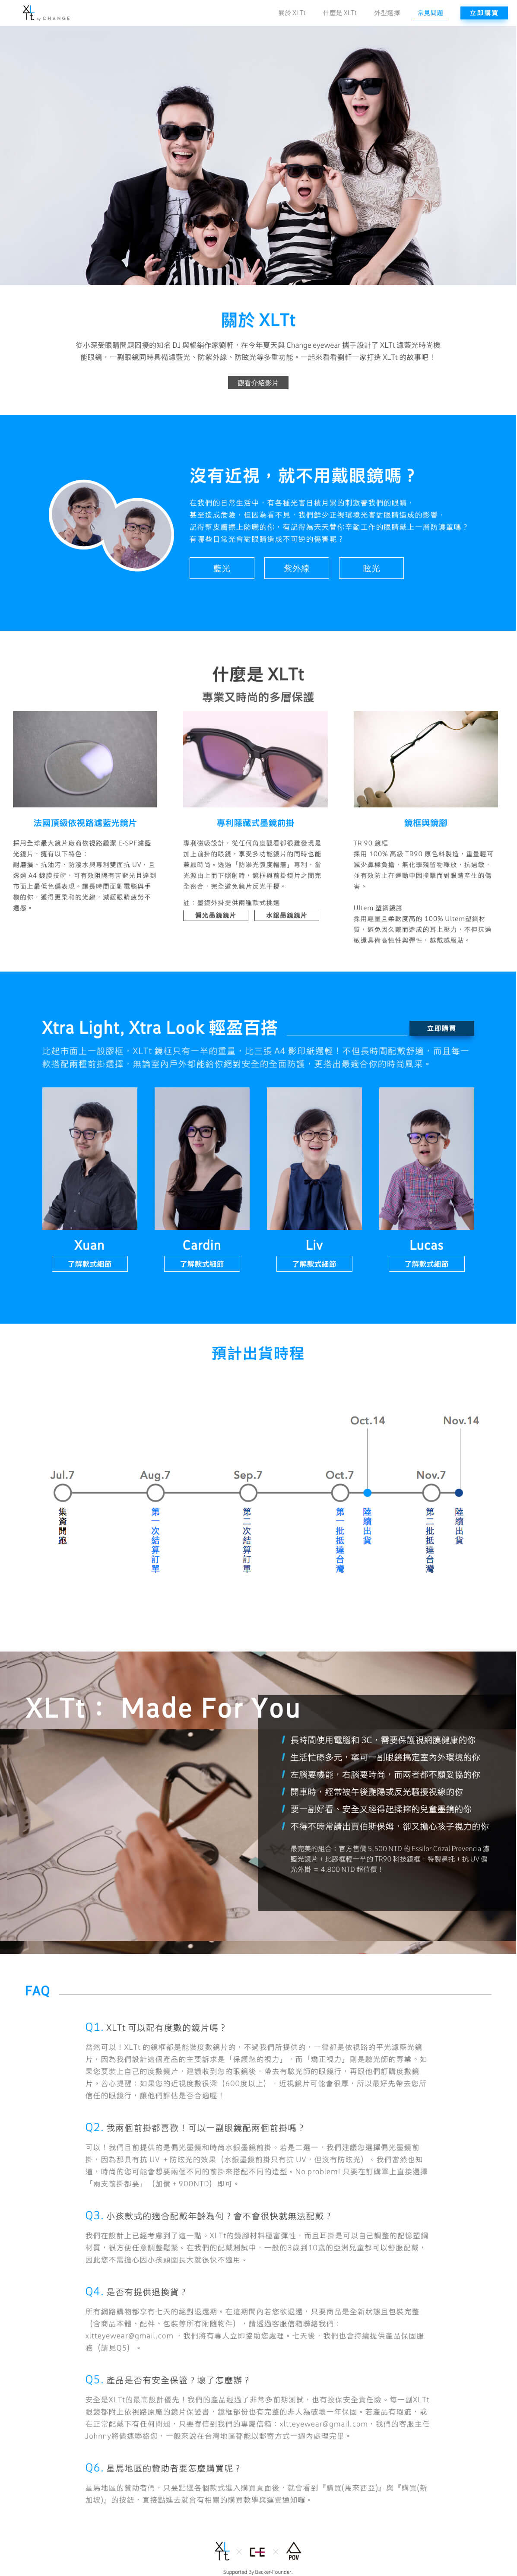 XLTt by CHANGE
關於 XLTt
什麼是 XLTt
外型選擇
常見問題
立即購買
關於 XLTt
從小深受眼睛問題困擾的知名 DJ 與暢銷作家劉軒，在今年夏天與 Change eyewear 攜手設計了 XLTt 濾藍光時尚機
能眼鏡，一副眼鏡同時具備濾藍光、防紫外線、防眩光等多重功能。一起來看看劉軒一家打造 XLTt 的故事吧！
觀看介紹影片
沒有近視，就不用戴眼鏡嗎？
在我們的日常生活中，有各種光害日積月累的刺激著我們的眼睛，
甚至造成危險，但因為看不見，我們鮮少正視環境光害對眼睛造成的影響，
記得幫皮膚擦上防曬的你，有記得為天天替你辛勤工作的眼睛戴上一層防護罩嗎？
有哪些日常光會對眼睛造成不可逆的傷害呢？
藍光
紫外線
眩光
什麼是 XLTt
專業又時尚的多層保護
法國頂級依視路濾藍光鏡片
採用全球最大鏡片廠商依視路鑽潔 E-SPF濾藍
光鏡片，擁有以下特色：
耐磨損、抗油污、防潑水與專利雙面抗 UV，且
透過 A4 鍍膜技術，可有效阻隔有害藍光且達到
市面上最低色偏表現。讓長時間面對電腦與手
機的你，獲得更柔和的光線，減緩眼睛疲勞不
適感。
專利隱藏式墨鏡前掛
專利磁吸設計，從任何角度觀看都很難發現是
加上前掛的眼鏡，享受多功能鏡片的同時也能
兼顧時尚。透過「防滲光弧度帽層」專利，當
光源由上而下照射時，鏡框與前掛鏡片之間完
全密合，完全避免鏡片反光干擾。
註：墨鏡外掛提供兩種款式挑選
偏光墨鏡鏡片
水銀墨鏡鏡片
鏡框與鏡腳
TR 90 鏡框
採用 100% 高級 TR90 原色料製造，重量輕可
減少鼻樑負擔，無化學殘留物釋放，抗過敏，
並有效防止在運動中因撞擊而對眼睛產生的傷
害。
Ultem 塑鋼鏡腳
採用輕量且柔軟度高的 100% Ultem塑鋼材
質，避免因久戴而造成的耳上壓力，不但抗過
敏還具備高惰性與彈性，越戴越服貼。
Xtra Light, Xtra Look 輕盈百搭
立即購買
比起市面上一般膠框，XLTt 鏡框只有一半的重量，比三張 A4 影印紙還輕！不但長時間配戴舒適，而且每一
款搭配兩種前掛選擇，無論室內戶外都能給你絕對安全的全面防護，更搭出最適合你的時尚風采。
Xuan
Cardin
Liv
Lucas
了解款式細節
了解款式細節
了解款式細節
了解款式細節
預計出貨時程
Oct.14
Nov.14
Jul.7
Aug.7
Sep.7
Oct.7
Nov.7
集資開跑
第一次結算訂單
第二次結算訂單
第一批抵達台灣
陸續出貨
第二批抵達台灣
陸續出貨
XLTt： Made For You
長時間使用電腦和 3C，需要保護視網膜健康的你
生活忙碌多元，寧可一副眼鏡搞定室內外環境的你
左腦要機能，右腦要時尚，而兩者都不願妥協的你
開車時，經常被午後艷陽或反光騷擾視線的你
要一副好看、安全又經得起揉擰的兒童墨鏡的你
不得不時常請出賈伯斯保姆，卻又擔心孩子視力的你
最完美的組合：官方售價 5,500 NTD 的 Essilor Crizal Prevencia 濾
藍光鏡片 + 比膠框輕一半的 TR90 科技鏡框 + 特製鼻托 + 抗 UV 偏
光外掛 = 4,800 NTD 超值價！
FAQ
Q1. XLTt 可以配有度數的鏡片嗎？
當然可以！XLTt 的鏡框都是能裝度數鏡片的，不過我們所提供的，一律都是依視路的平光濾藍光鏡
片，因為我們設計這個產品的主要訴求是「保護您的視力」，而「矯正視力」則是驗光師的專業。如
果您要裝上自己的度數鏡片，建議收到您的眼鏡後，帶去有驗光師的眼鏡行，再跟他們訂購度數鏡
片。善心提醒：如果您的近視度數很深（600度以上），近視鏡片可能會很厚，所以最好先帶去您所
信任的眼鏡行，讓他們評估是否合適喔！
Q2. 我兩個前掛都喜歡！可以一副眼鏡配兩個前掛嗎？
可以！我們目前提供的是偏光墨鏡和時尚水銀墨鏡前掛。若是二選一，我們建議您選擇偏光墨鏡前
掛，因為那具有抗 UV + 防眩光的效果（水銀墨鏡前掛只有抗 UV，但沒有防眩光）。我們當然也知
道，時尚的您可能會想要兩個不同的前掛來搭配不同的造型。No problem! 只要在訂購單上直接選擇
「兩支前掛都要」（加價 + 900NTD）即可。
Q3. 小孩款式的適合配戴年齡為何？會不會很快就無法配戴？
我們在設計上已經考慮到了這一點。XLTt的鏡腳材料極富彈性，而且耳掛是可以自己調整的記憶塑鋼
材質，很方便任意調整鬆緊。在我們的配戴測試中，一般的3歲到10歲的亞洲兒童都可以舒服配戴，
因此您不需擔心因小孩頭圍長大就很快不適用。
Q4. 是否有提供退換貨？
所有網路購物都享有七天的絕對退還期。在這期間內若您欲退還，只要商品是全新狀態且包裝完整
（含商品本體、配件、包裝等所有附隨物件），請透過客服信箱聯絡我們：
xltteyewear@gmail.com ，我們將有專人立即協助您處理。七天後，我們也會持續提供產品保固服
務（請見Q5）。
Q5. 產品是否有安全保證？壞了怎麼辦？
安全是XLTt的最高設計優先！我們的產品經過了非常多前期測試，也有投保安全責任險。每一副XLTt
眼鏡都附上依視路原廠的鏡片保證書，鏡框部份也有完整的非人為破壞一年保固。若產品有瑕疵，或
在正常配戴下有任何問題，只要寄信到我們的專屬信箱：xltteyewear@gmail.com，我們的客服主任
Johnny將儘速聯絡您，一般來說在台灣地區都能以郵寄方式一週內處理完畢。
Q6. 星馬地區的贊助者要怎麼購買呢？
星馬地區的贊助者們，只要點選各個款式進入購買頁面後，就會看到『購買(馬來西亞)』與『購買(新
加坡)』的按鈕，直接點進去就會有相關的購買教學與運費通知囉。
XLTt × C-E × POV
Supported By Backer-Founder.